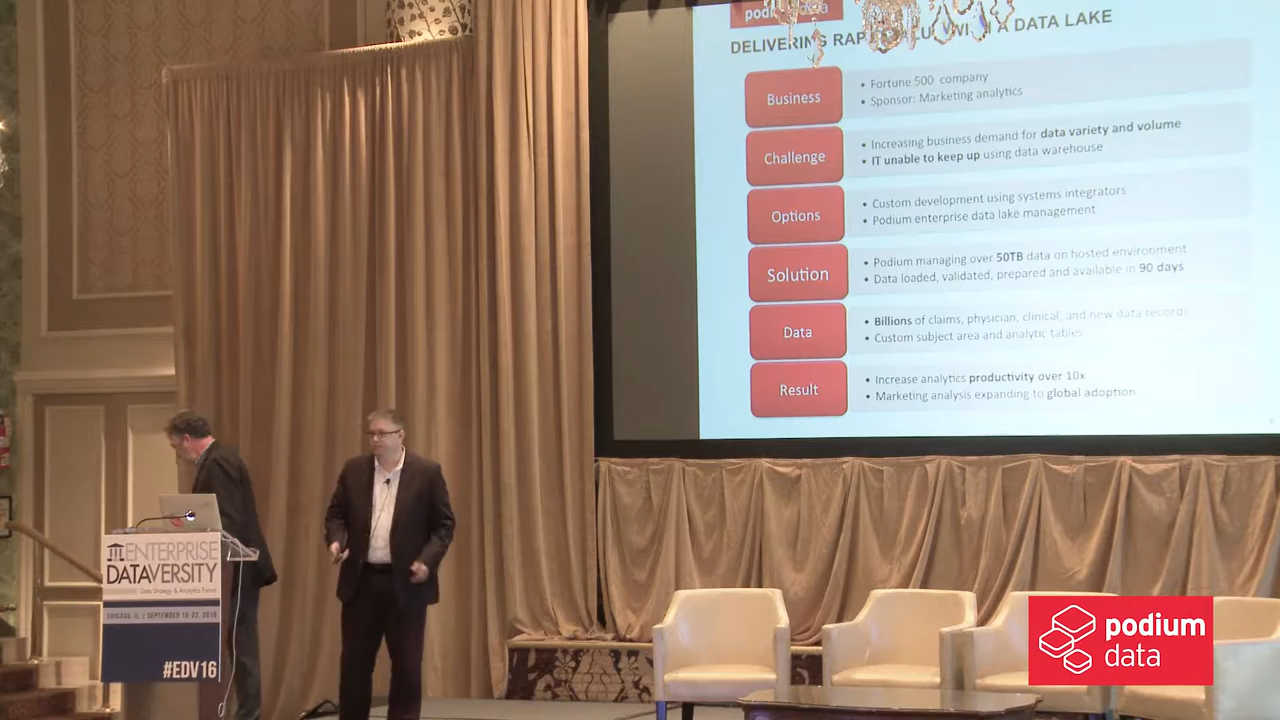 podium data
DELIVERING RAPID VALUE WITH A DATA LAKE
Business
• Fortune 500 company
• Sponsor: Marketing analytics
Challenge
• Increasing business demand for data variety and volume
• IT unable to keep up using data warehouse
Options
• Custom development using systems integrators
• Podium enterprise data lake management
Solution
• Podium managing over 50TB data on hosted environment
• Data loaded, validated, prepared and available in 90 days
Data
• Billions of claims, physician, clinical, and new data records
• Custom subject area and analytic tables
Result
• Increase analytics productivity over 10x
• Marketing analysis expanding to global adoption
ENTERPRISE
DATAVERSITY
Data Strategy & Analytics Forum
CHICAGO, IL | SEPTEMBER 2016
#EDV16
podium
data